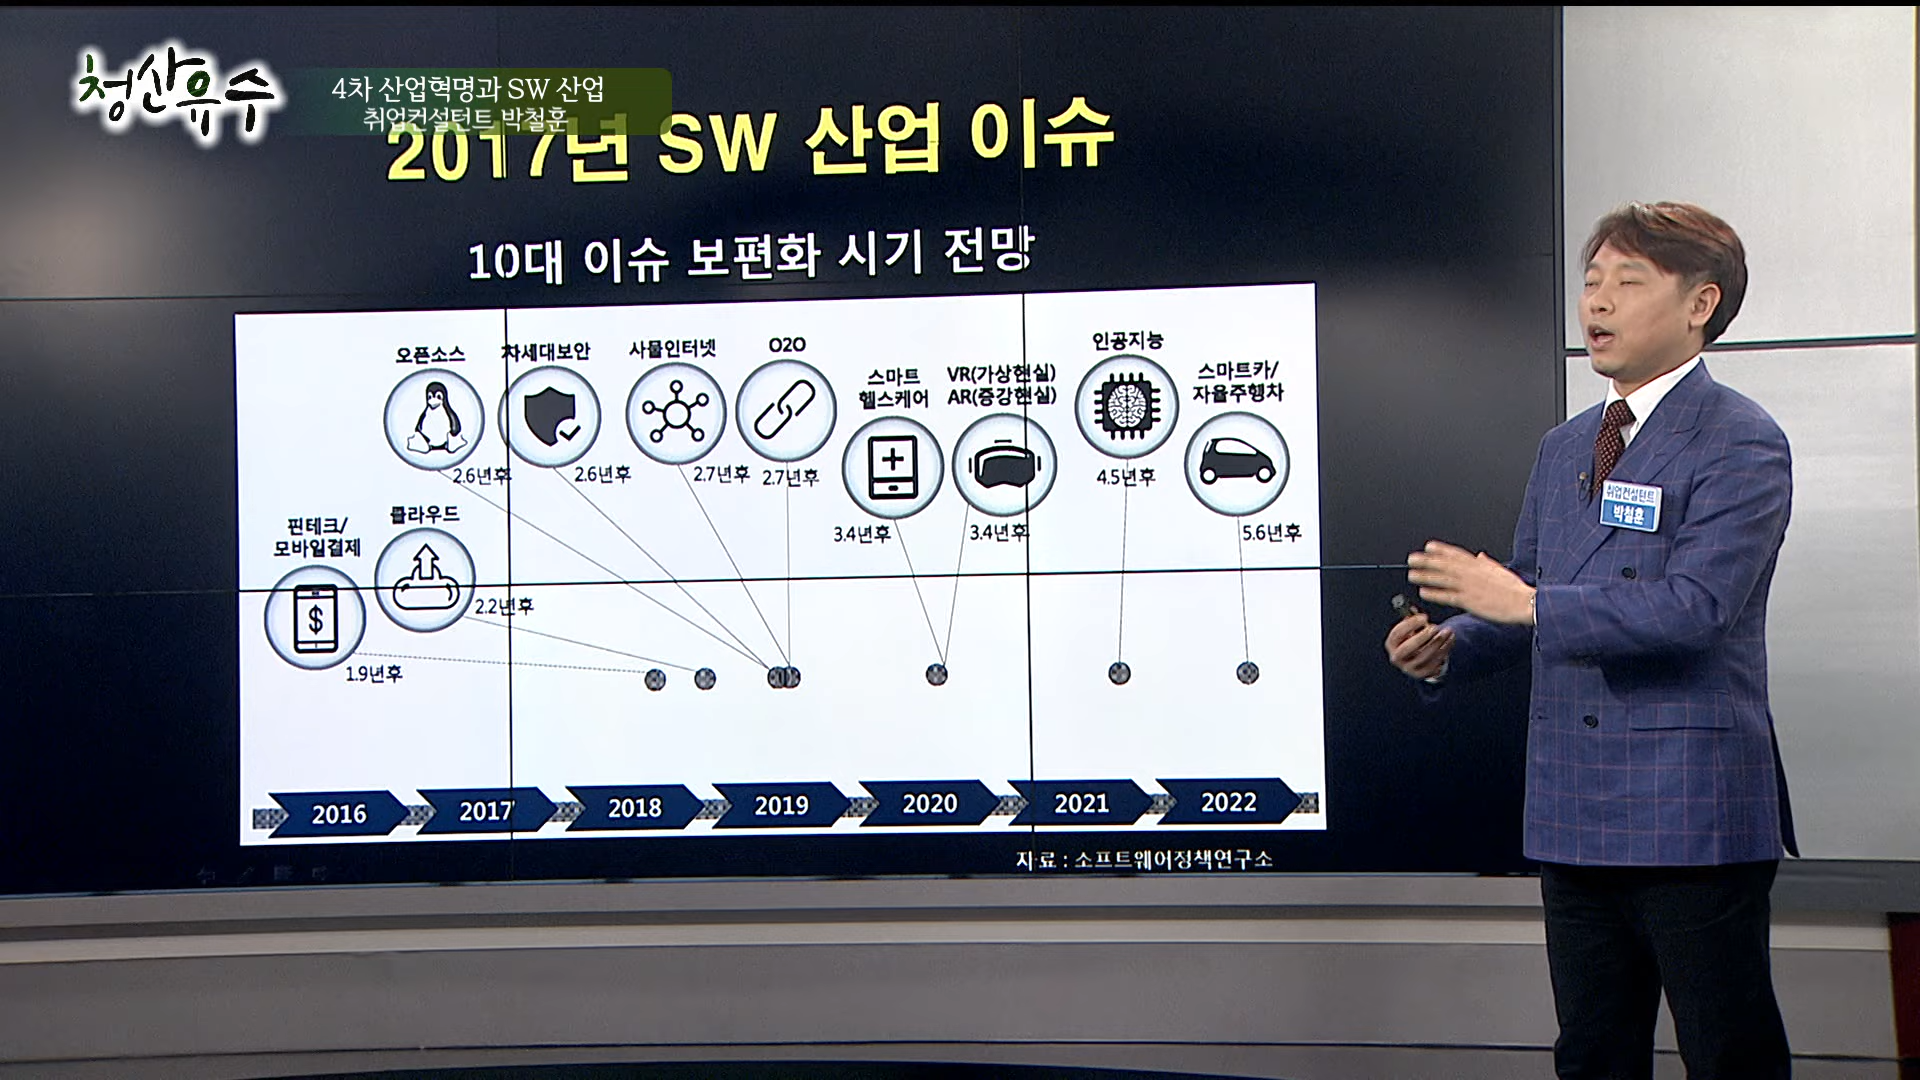 청산유수
4차 산업혁명과 SW 산업
취업컨설턴트 박철훈
2017년 SW 산업 이슈
10대 이슈 보편화 시기 전망
오픈소스
차세대보안
사물인터넷
O2O
스마트
헬스케어
VR(가상현실)
AR(증강현실)
인공지능
스마트카/
자율주행차
2.6년후
2.6년후
2.7년후
2.7년후
3.4년후
3.4년후
4.5년후
5.6년후
핀테크/
모바일결제
클라우드
$
2.2년후
1.9년후
2016
2017
2018
2019
2020
2021
2022
자료 : 소프트웨어정책연구소
취업컨설턴트
박철훈